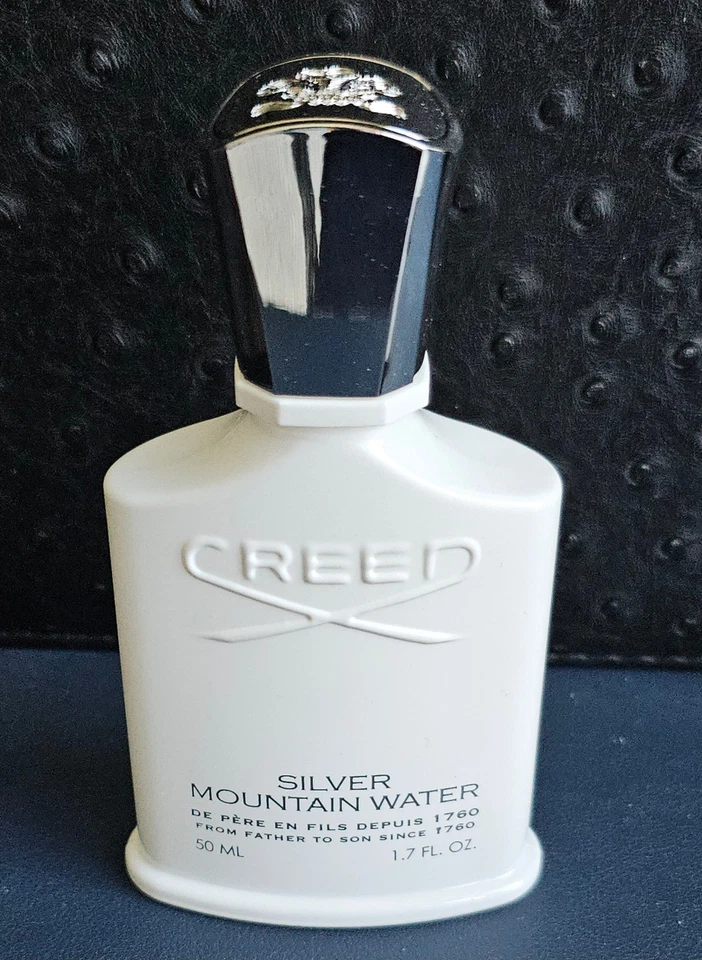 CREED
SILVER
MOUNTAIN WATER
DE PÈRE EN FILS DEPUIS 1760
FROM FATHER TO SON SINCE 1760
50 ML 1.7 FL. OZ.